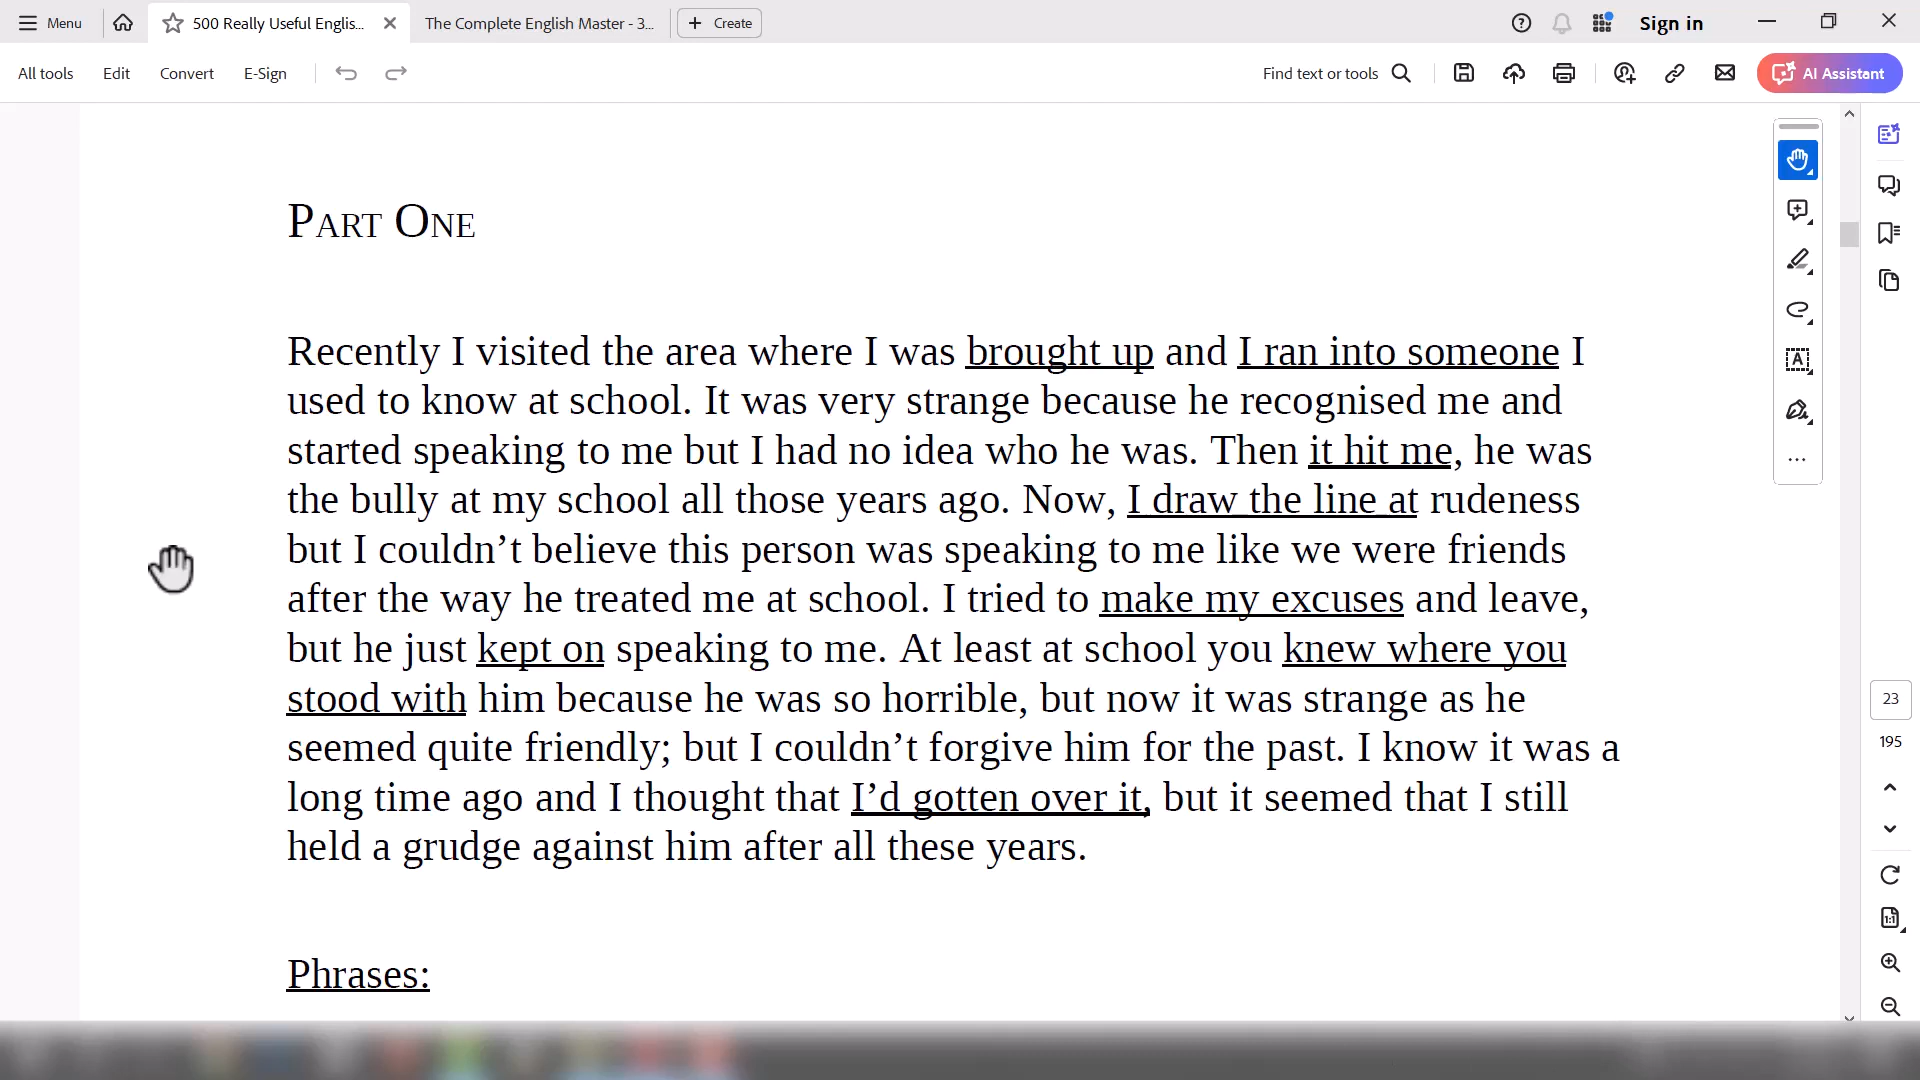 Menu
500 Really Useful Englis...
The Complete English Master - 3...
Create
Sign in
All tools
Edit
Convert
E-Sign
Find text or tools
AI Assistant
PART ONE
Recently I visited the area where I was brought up and I ran into someone I
used to know at school. It was very strange because he recognised me and
started speaking to me but I had no idea who he was. Then it hit me, he was
the bully at my school all those years ago. Now, I draw the line at rudeness
but I couldn’t believe this person was speaking to me like we were friends
after the way he treated me at school. I tried to make my excuses and leave,
but he just kept on speaking to me. At least at school you knew where you
stood with him because he was so horrible, but now it was strange as he
seemed quite friendly; but I couldn’t forgive him for the past. I know it was a
long time ago and I thought that I’d gotten over it, but it seemed that I still
held a grudge against him after all these years.
Phrases:
23
195